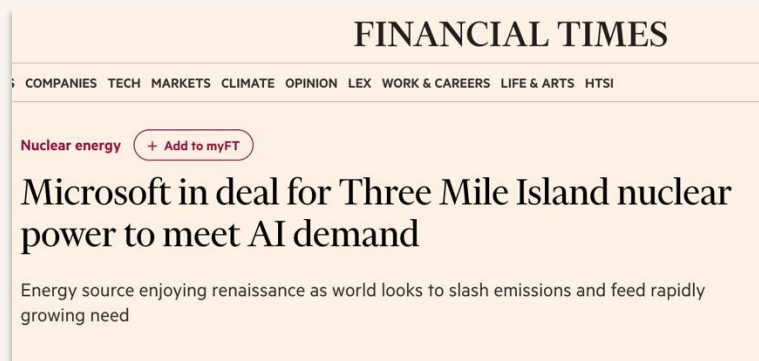 FINANCIAL TIMES
COMPANIES TECH MARKETS CLIMATE OPINION LEX WORK & CAREERS LIFE & ARTS HTSI
Nuclear energy + Add to myFT
Microsoft in deal for Three Mile Island nuclear
power to meet AI demand
Energy source enjoying renaissance as world looks to slash emissions and feed rapidly
growing need